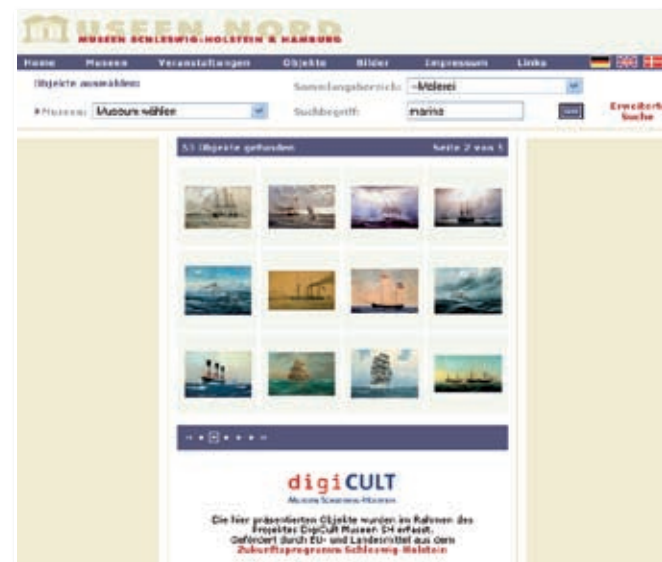 MUSEEN NORD
MUSEEN SCHLESWIG-HOLSTEIN & HAMBURG
Home Museen Veranstaltungen Objekte Bilder Impressum Links
Objekte auswählen: Sammlungsbereich: -Malerei
Museum: Museum wählen Suchbegriff: marine Erweiterte Suche
53 Objekte gefunden Seite 2 von 5
digiCULT
Museen Schleswig-Holstein
Die hier präsentierten Objekte wurden im Rahmen des
Projektes DigiCult Museen SH erfasst.
Gefördert durch EU- und Landesmittel aus dem
Zukunftsprogramm Schleswig-Holstein